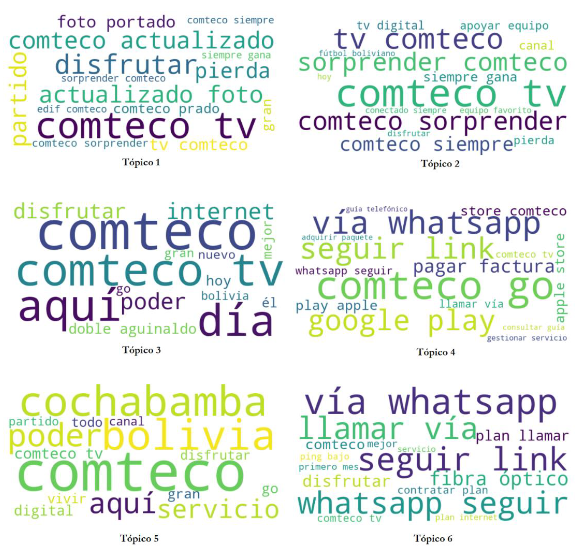 foto portado comteco siempre
comteco actualizado
siempre gana
disfrutar pierda
sorprender comteco
partido
actualizado foto
edif comteco comteco prado
gran
comteco tv
comteco sorprender tv comteco
Tópico 1
tv digital apoyar equipo
tv comteco canal
fútbol boliviano
sorprender comteco
hoy siempre gana
comteco tv
conectado siempre equipo favorito
comteco sorprender
disfrutar
comteco siempre pierda
Tópico 2
disfrutar internet
comteco
mejor
gran nuevo
comteco tv
hoy
go
aquí poder bolivia él
día
doble aguinaldo
Tópico 3
guía telefónico store comteco
vía whatsapp
adquirir paquete
seguir link comteco tv
apple store
whatsapp seguir pagar factura
comteco go
play apple llamar vía
google play consultar guía
gestionar servicio
Tópico 4
cochabamba
partido todo canal
poder bolivia
comteco tv disfrutar
comteco
go
vivir aquí gran
digital servicio
Tópico 5
vía whatsapp
llamar vía plan llamar
comteco mejor
servicio
ping bajo seguir link
primero mes
disfrutar fibra óptico
contratar plan
whatsapp seguir
comteco tv plan internet
Tópico 6